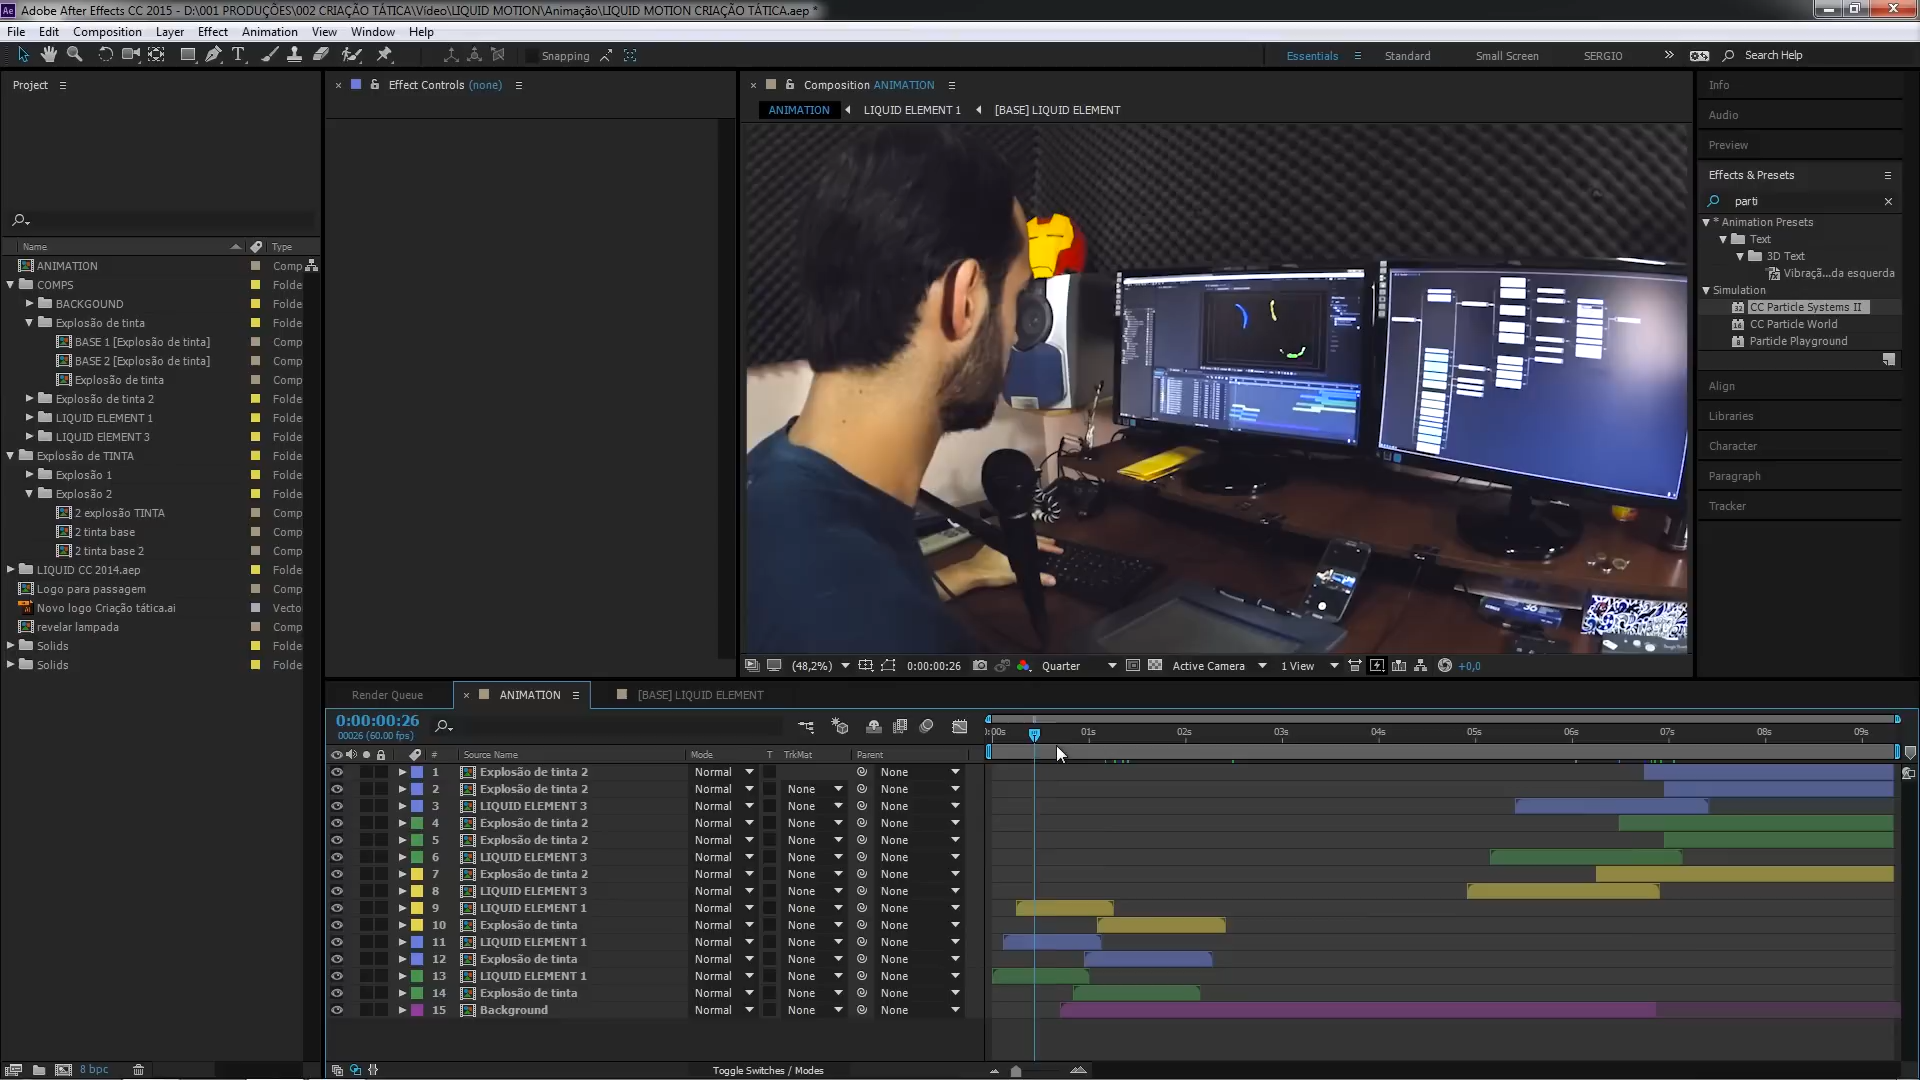 Adobe After Effects CC 2015 - D:\001 PRODUÇÕES\002 CRIAÇÃO TÁTICA\Vídeo\LIQUID MOTION\Animação\LIQUID MOTION CRIAÇÃO TÁTICA.aep *
File Edit Composition Layer Effect Animation View Window Help
Snapping Essentials Standard Small Screen SERGIO Search Help
Project
Name Type
ANIMATION Comp
COMPS Folde
BACKGOUND Folde
Explosão de tinta Folde
BASE 1 [Explosão de tinta] Comp
BASE 2 [Explosão de tinta] Comp
Explosão de tinta Comp
Explosão de tinta 2 Folde
LIQUID ELEMENT 1 Folde
LIQUID ElEMENT 3 Folde
Explosão de TINTA Folde
Explosão 1 Folde
Explosão 2 Folde
2 explosão TINTA Comp
2 tinta base Comp
2 tinta base 2 Comp
LIQUID CC 2014.aep Folde
Logo para passagem Comp
Novo logo Criação tática.ai Vecto
revelar lampada Comp
Solids Folde
Solids Folde
8 bpc
Effect Controls (none)
Composition ANIMATION
ANIMATION LIQUID ELEMENT 1 [BASE] LIQUID ELEMENT
(48,2%) 0:00:00:26 Quarter Active Camera 1 View +0,0
Info
Audio
Preview
Effects & Presets
parti
* Animation Presets
Text
3D Text
Vibraçã...da esquerda
Simulation
CC Particle Systems II
CC Particle World
Particle Playground
Align
Libraries
Character
Paragraph
Tracker
Render Queue ANIMATION [BASE] LIQUID ELEMENT
0:00:00:26
00026 (60.00 fps)
:00s 01s 02s 03s 04s 05s 06s 07s 08s 09s
# Source Name Mode T TrkMat Parent
1 Explosão de tinta 2 Normal None
2 Explosão de tinta 2 Normal None None
3 LIQUID ELEMENT 3 Normal None None
4 Explosão de tinta 2 Normal None None
5 Explosão de tinta 2 Normal None None
6 LIQUID ELEMENT 3 Normal None None
7 Explosão de tinta 2 Normal None None
8 LIQUID ELEMENT 3 Normal None None
9 LIQUID ELEMENT 1 Normal None None
10 Explosão de tinta Normal None None
11 LIQUID ELEMENT 1 Normal None None
12 Explosão de tinta Normal None None
13 LIQUID ELEMENT 1 Normal None None
14 Explosão de tinta Normal None None
15 Background Normal None None
Toggle Switches / Modes